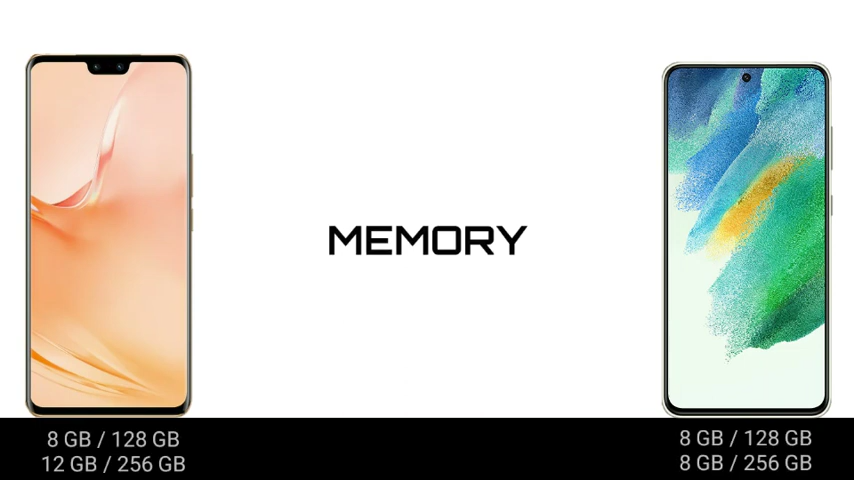 MEMORY
8 GB / 128 GB
12 GB / 256 GB
8 GB / 128 GB
8 GB / 256 GB